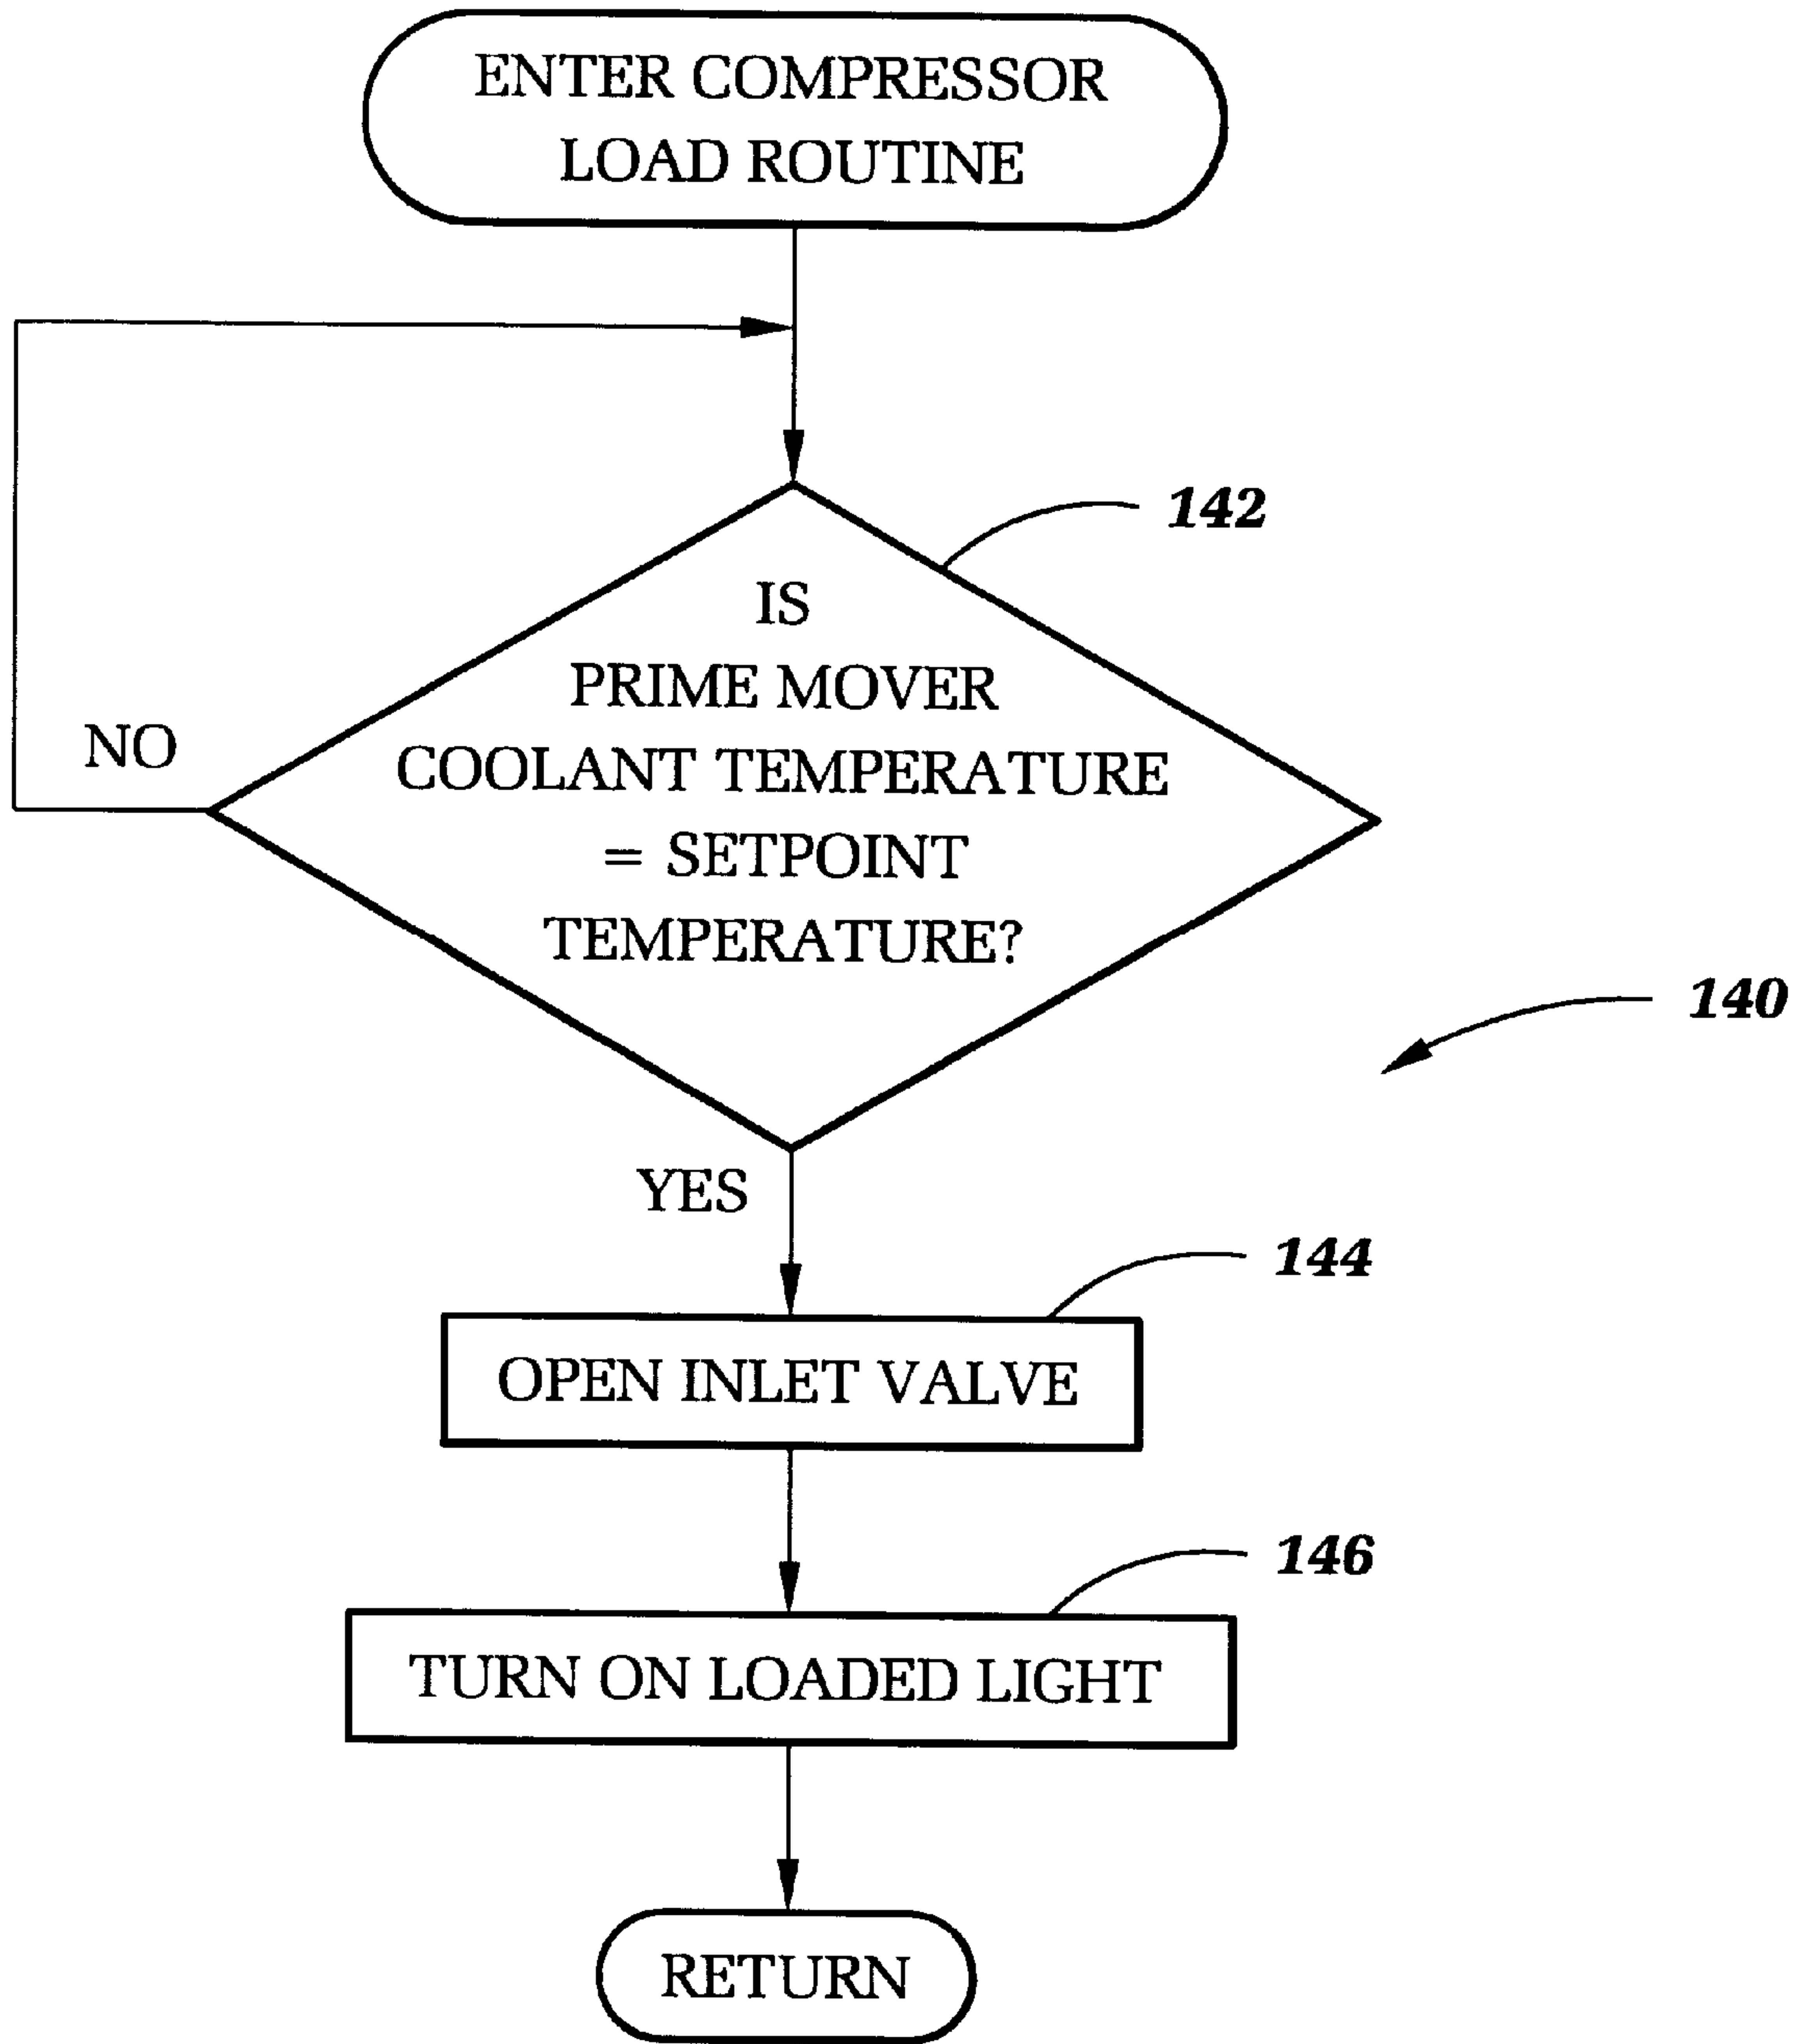 ENTER COMPRESSOR
LOAD ROUTINE
142
IS
PRIME MOVER
COOLANT TEMPERATURE
= SETPOINT
TEMPERATURE?
NO
140
YES
144
OPEN INLET VALVE
146
TURN ON LOADED LIGHT
RETURN